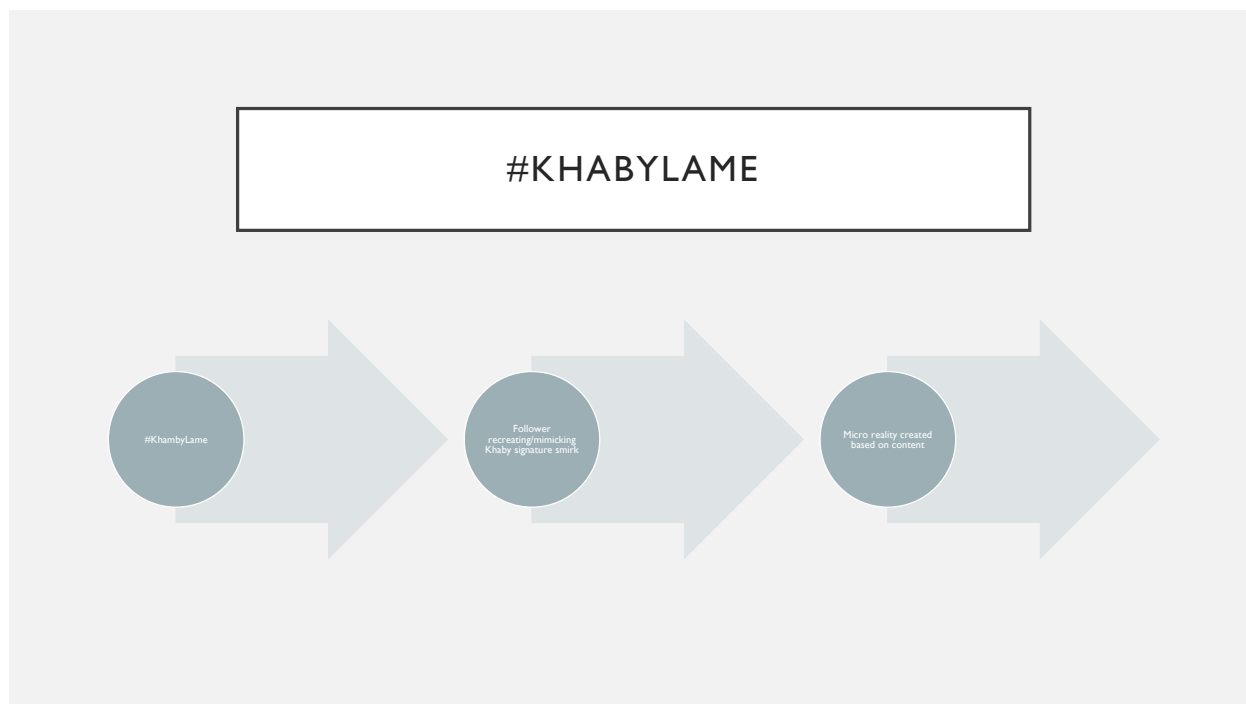 #KHABYLAME
#KhambyLame
Follower
recreating/mimicking
Khaby signature smirk
Micro reality created
based on content